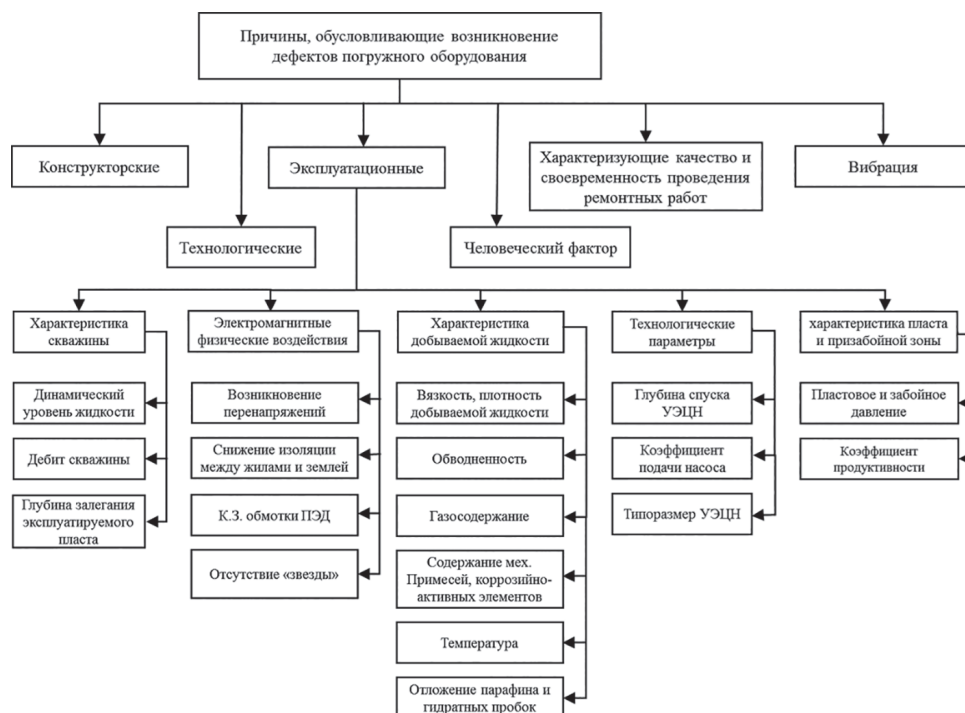 Причины, обусловливающие возникновение
дефектов погружного оборудования
Конструкторские
Эксплуатационные
Характеризующие качество и
своевременность проведения
ремонтных работ
Вибрация
Технологические
Человеческий фактор
Характеристика
скважины
Электромагнитные
физические воздействия
Характеристика
добываемой жидкости
Технологические
параметры
характеристика пласта
и призабойной зоны
Динамический
уровень жидкости
Дебит скважины
Глубина залегания
эксплуатируемого
пласта
Возникновение
перенапряжений
Снижение изоляции
между жилами и землей
К.З. обмотки ПЭД
Отсутствие «звезды»
Вязкость, плотность
добываемой жидкости
Обводненность
Газосодержание
Содержание мех.
Примесей, коррозийно-
активных элементов
Температура
Отложение парафина и
гидратных пробок
Глубина спуска
УЭЦН
Коэффициент
подачи насоса
Типоразмер УЭЦН
Пластовое и забойное
давление
Коэффициент
продуктивности